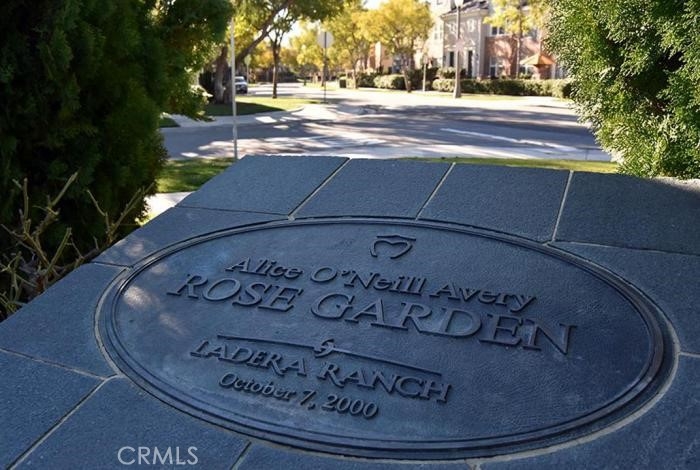 Alice O'Neill Avery
ROSE GARDEN
LADERA RANCH
October 7, 2000
CRMLS